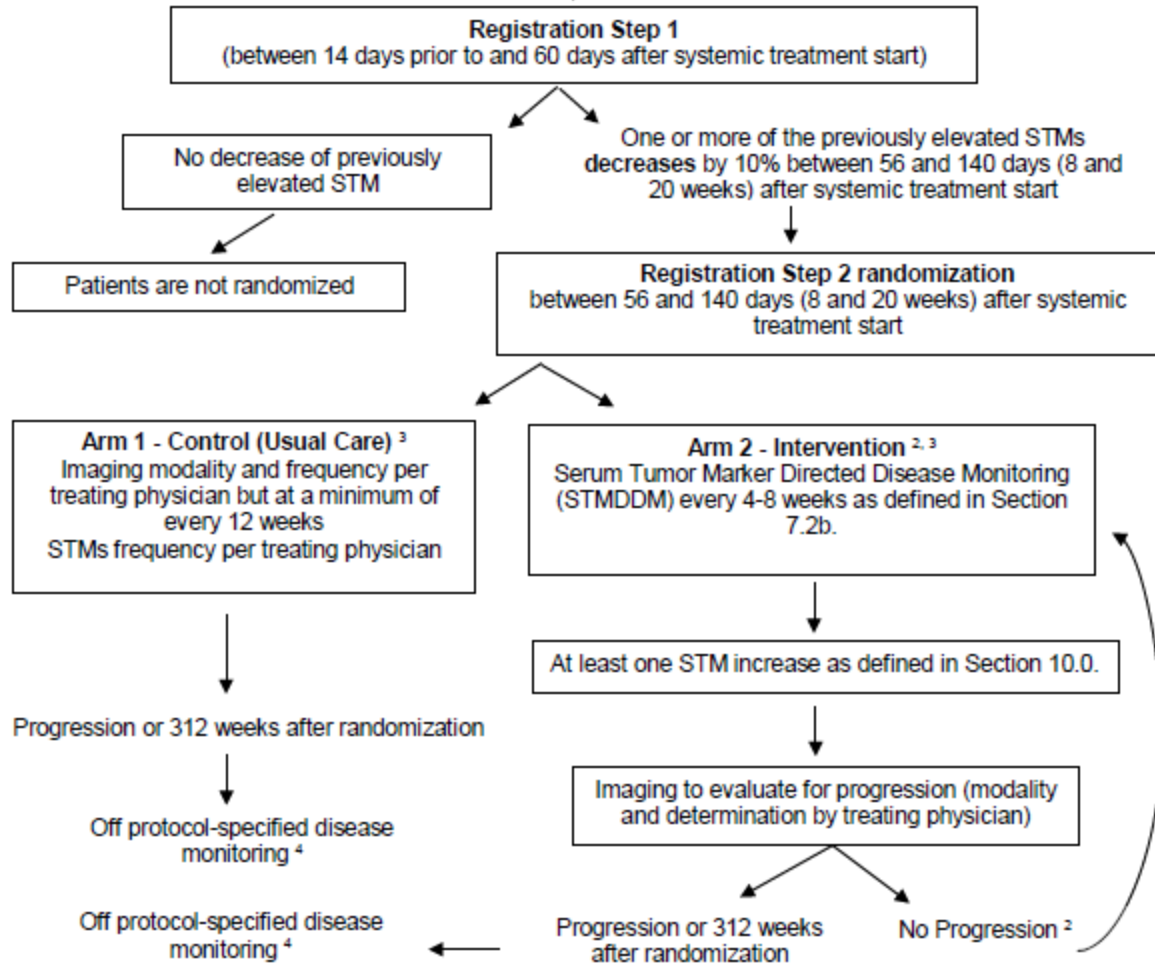 Registration Step 1
(between 14 days prior to and 60 days after systemic treatment start)
No decrease of previously
elevated STM
One or more of the previously elevated STMs
decreases by 10% between 56 and 140 days (8 and
20 weeks) after systemic treatment start
Patients are not randomized
Registration Step 2 randomization
between 56 and 140 days (8 and 20 weeks) after systemic
treatment start
Arm 1 - Control (Usual Care) ³
Imaging modality and frequency per
treating physician but at a minimum of
every 12 weeks
STMs frequency per treating physician
Arm 2 - Intervention ²˒ ³
Serum Tumor Marker Directed Disease Monitoring
(STMDDM) every 4-8 weeks as defined in Section
7.2b.
At least one STM increase as defined in Section 10.0.
Progression or 312 weeks after randomization
Imaging to evaluate for progression (modality
and determination by treating physician)
Off protocol-specified disease
monitoring ⁴
Off protocol-specified disease
monitoring ⁴
Progression or 312 weeks
after randomization
No Progression ²